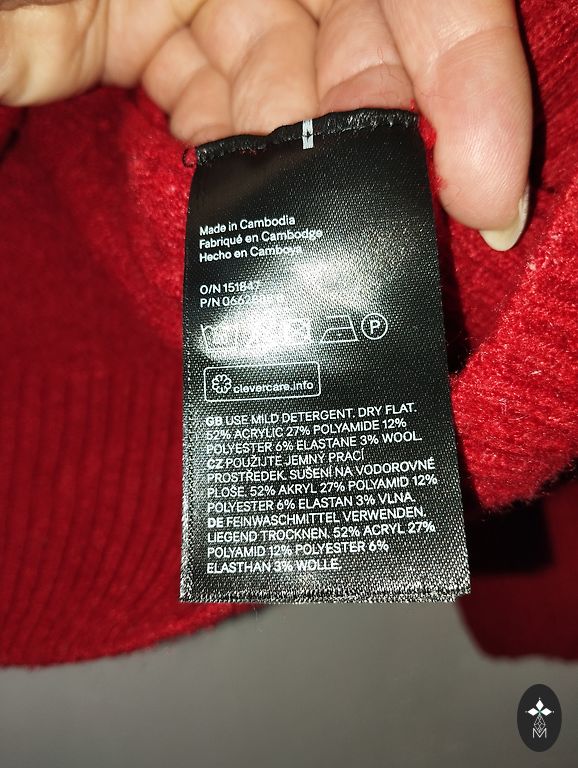 Made in Cambodia
Fabriqué en Cambodge
Hecho en Camboya
O/N 151847
P/N
P
clevercare.info
GB USE MILD DETERGENT. DRY FLAT.
52% ACRYLIC 27% POLYAMIDE 12%
POLYESTER 6% ELASTANE 3% WOOL.
CZ POUŽIJTE JEMNÝ PRACÍ
PROSTŘEDEK. SUŠENÍ NA VODOROVNÉ
PLOŠE. 52% AKRYL 27% POLYAMID 12%
POLYESTER 6% ELASTAN 3% VLNA.
DE FEINWASCHMITTEL VERWENDEN.
LIEGEND TROCKNEN. 52% ACRYL 27%
POLYAMID 12% POLYESTER 6%
ELASTHAN 3% WOLLE.
M